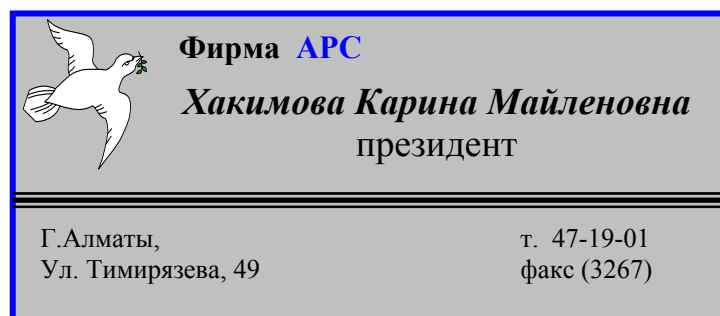 Фирма АРС
Хакимова Карина Майленовна
президент
Г.Алматы,
Ул. Тимирязева, 49
т. 47-19-01
факс (3267)